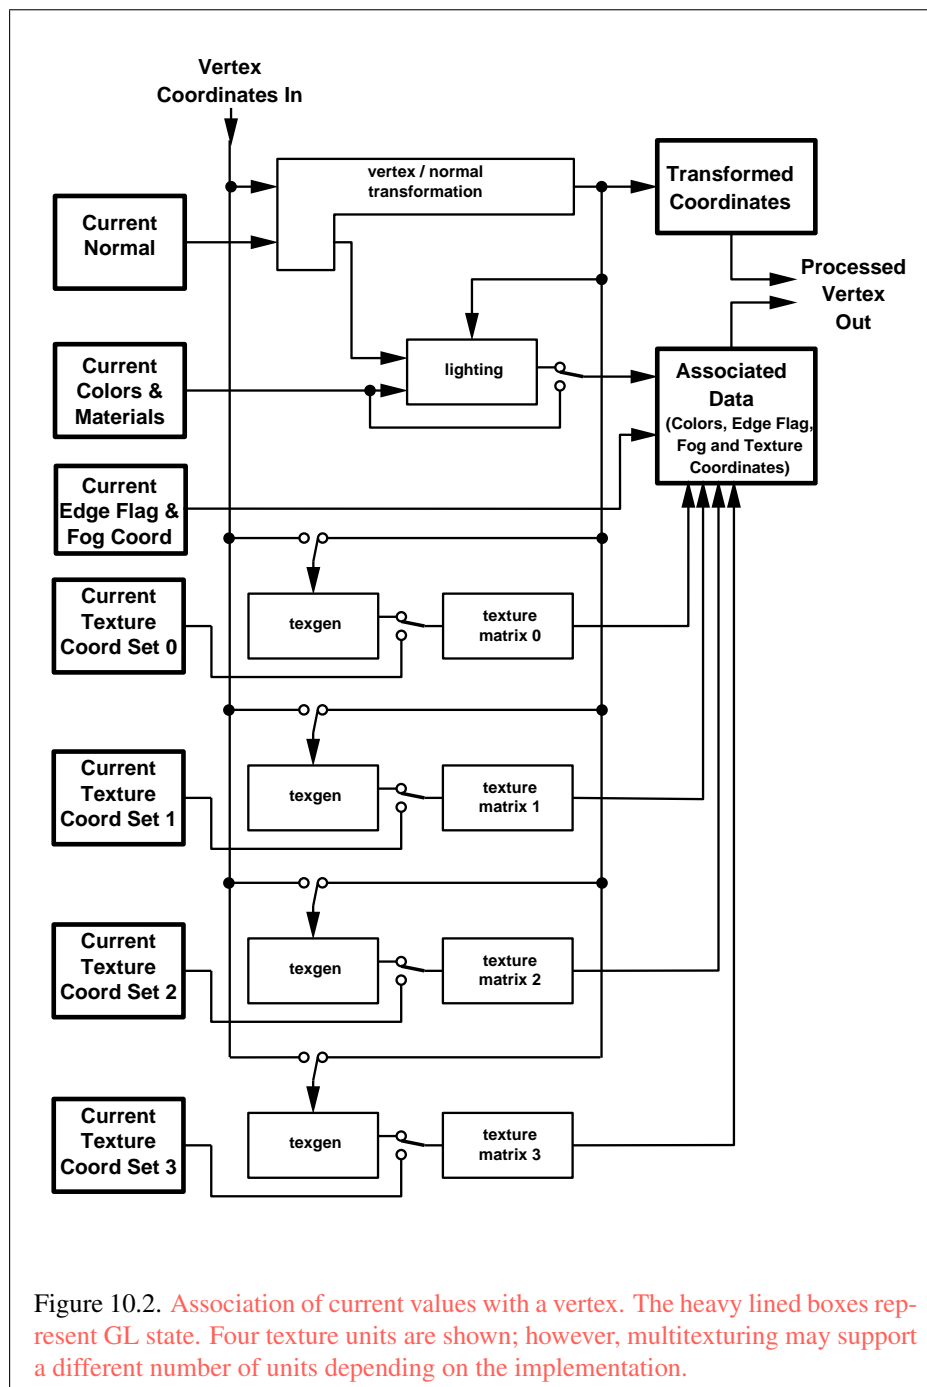 Vertex
Coordinates In
vertex / normal
transformation
Transformed
Coordinates
Current
Normal
Processed
Vertex
Out
Current
Colors &
Materials
lighting
Associated
Data
(Colors, Edge Flag,
Fog and Texture
Coordinates)
Current
Edge Flag &
Fog Coord
Current
Texture
Coord Set 0
texgen
texture
matrix 0
Current
Texture
Coord Set 1
texgen
texture
matrix 1
Current
Texture
Coord Set 2
texgen
texture
matrix 2
Current
Texture
Coord Set 3
texgen
texture
matrix 3
Figure 10.2. Association of current values with a vertex. The heavy lined boxes rep-
resent GL state. Four texture units are shown; however, multitexturing may support
a different number of units depending on the implementation.